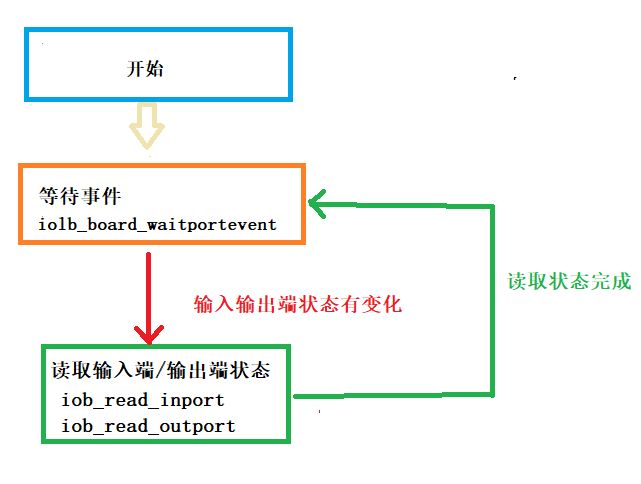 开始
等待事件
iolb_board_waitportevent
输入输出端状态有变化
读取状态完成
读取输入端/输出端状态
iob_read_inport
iob_read_outport